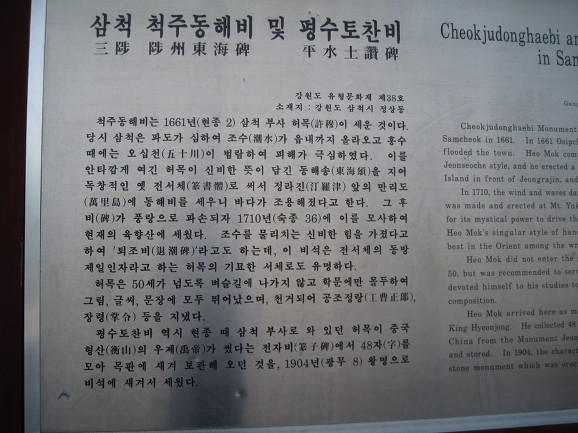 삼척 척주동해비 및 평수토찬비
三陟 陟州東海碑 平水土讚碑
강원도 유형문화재 제38호
소재지 : 강원도 삼척시 정상동
척주동해비는 1661년(현종 2) 삼척 부사 허목(許穆)이 세운 것이다.
당시 삼척은 파도가 심하여 조수(潮水)가 읍내까지 올라오고 홍수
때에는 오십천(五十川)이 범람하여 피해가 극심하였다. 이를
안타깝게 여긴 허목이 신비한 뜻이 담긴 동해송(東海頌)을 지어
독창적인 옛 전서체(篆書體)로 써서 정라진(汀羅津) 앞의 만리도
(萬里島)에 동해비를 세우니 바다가 조용해졌다고 한다. 그 후
비(碑)가 풍랑으로 파손되자 1710년(숙종 36)에 이를 모사하여
현재의 육향산에 세웠다. 조수를 물리치는 신비한 힘을 가졌다고
하여 '퇴조비(退潮碑)'라고도 하는데, 이 비석은 전서체의 동방
제일인자라고 하는 허목의 기묘한 서체로도 유명하다.
허목은 50세가 넘도록 벼슬길에 나가지 않고 학문에만 몰두하여
그림, 글씨, 문장에 모두 뛰어났으며, 천거되어 공조정랑(工曹正郎),
장령(掌令) 등을 지냈다.
평수토찬비 역시 현종 때 삼척 부사로 와 있던 허목이 중국
형산(衡山)의 우제(禹帝)가 썼다는 전자비(篆字碑)에서 48자(字)를
모아 목판에 새겨 보관해 오던 것을, 1904년(광무 8) 왕명으로
비석에 새겨서 세웠다.
Cheokjudonghaebi an
in Sam
Gan
Cheokjudonghaebi Monument
Samcheok in 1661. In 1661 Osipch
flooded the town. Heo Mok com
Jeonseoche style, and he erected a
Island in front of Jeongrajin, and
In 1710, the wind and waves da
was made and erected at Mt. Yuk
for its mystical power to drive th
Heo Mok's singular style of hand
best in the Orient among the wr
Heo Mok did not enter the
50, but was recommended to serv
devoted himself to his studies to
composition.
Heo Mok arrived here as m
King Hyeonjong. He collected 48
China from the Monument Jeon
and stored. In 1904, the charact
stone monument which was erec